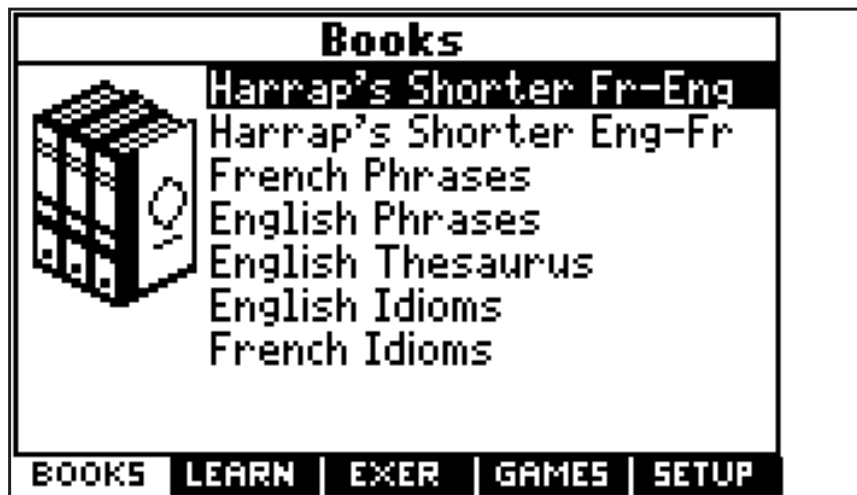 Books
Harrap's Shorter Fr-Eng
Harrap's Shorter Eng-Fr
French Phrases
English Phrases
English Thesaurus
English Idioms
French Idioms
BOOKS LEARN EXER GAMES SETUP